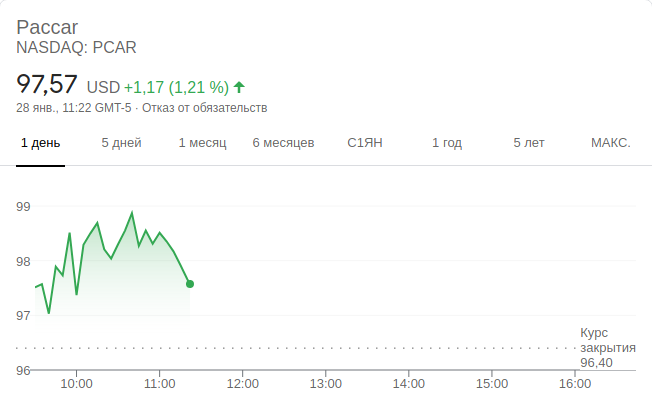 Paccar
NASDAQ: PCAR
97,57 USD +1,17 (1,21 %)
28 янв., 11:22 GMT-5 · Отказ от обязательств
1 день 5 дней 1 месяц 6 месяцев С1ЯН 1 год 5 лет МАКС.
99
98
97
96
Курс
закрытия
96,40
10:00 11:00 12:00 13:00 14:00 15:00 16:00